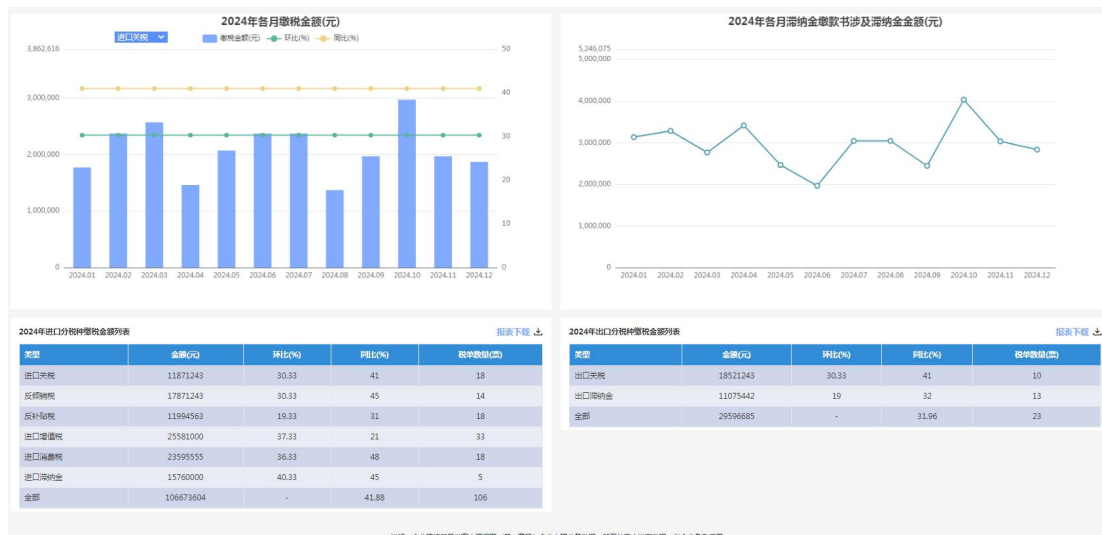 2024年各月缴税金额(元)
进口关税
缴税金额(元) 环比(%) 同比(%)
3,862,616
3,000,000
2,000,000
1,000,000
0
50
40
30
20
10
0
2024.01 2024.02 2024.03 2024.04 2024.05 2024.06 2024.07 2024.08 2024.09 2024.10 2024.11 2024.12
2024年各月滞纳金缴款书涉及滞纳金金额(元)
5,246,075
5,000,000
4,000,000
3,000,000
2,000,000
1,000,000
0
2024.01 2024.02 2024.03 2024.04 2024.05 2024.06 2024.07 2024.08 2024.09 2024.10 2024.11 2024.12
2024年进口分税种缴税金额列表 报表下载
类型 金额(元) 环比(%) 同比(%) 税单数量(票)
进口关税 11871243 30.33 41 18
反倾销税 17871243 30.33 45 14
反补贴税 11994563 19.33 31 18
进口增值税 25581000 37.33 21 33
进口消费税 23595555 36.33 48 18
进口滞纳金 15760000 40.33 45 5
全部 106673604 - 41.88 106
2024年出口分税种缴税金额列表 报表下载
类型 金额(元) 环比(%) 同比(%) 税单数量(票)
出口关税 18521243 30.33 41 10
出口滞纳金 11075442 19 32 13
全部 29596685 - 31.96 23